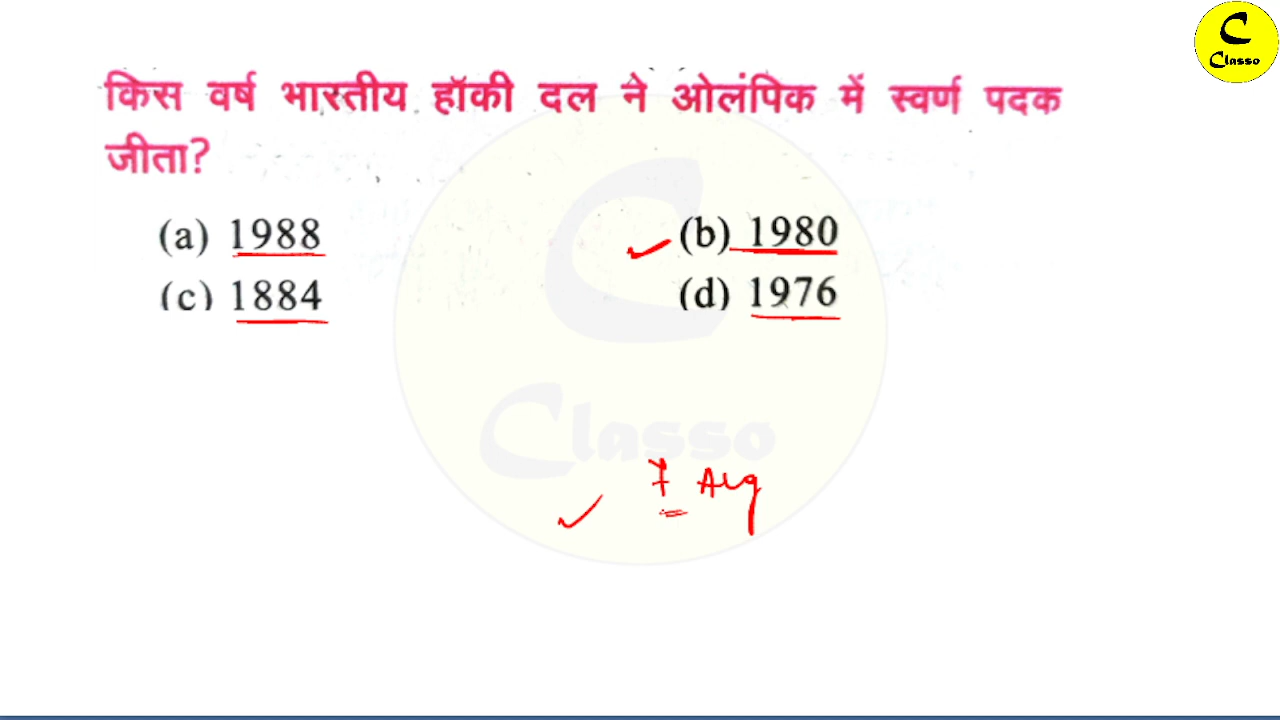 C
Classo
किस वर्ष भारतीय हॉकी दल ने ओलंपिक में स्वर्ण पदक
जीता?
(a) 1988 (b) 1980
(c) 1884 (d) 1976
C
Classo
7 Aug